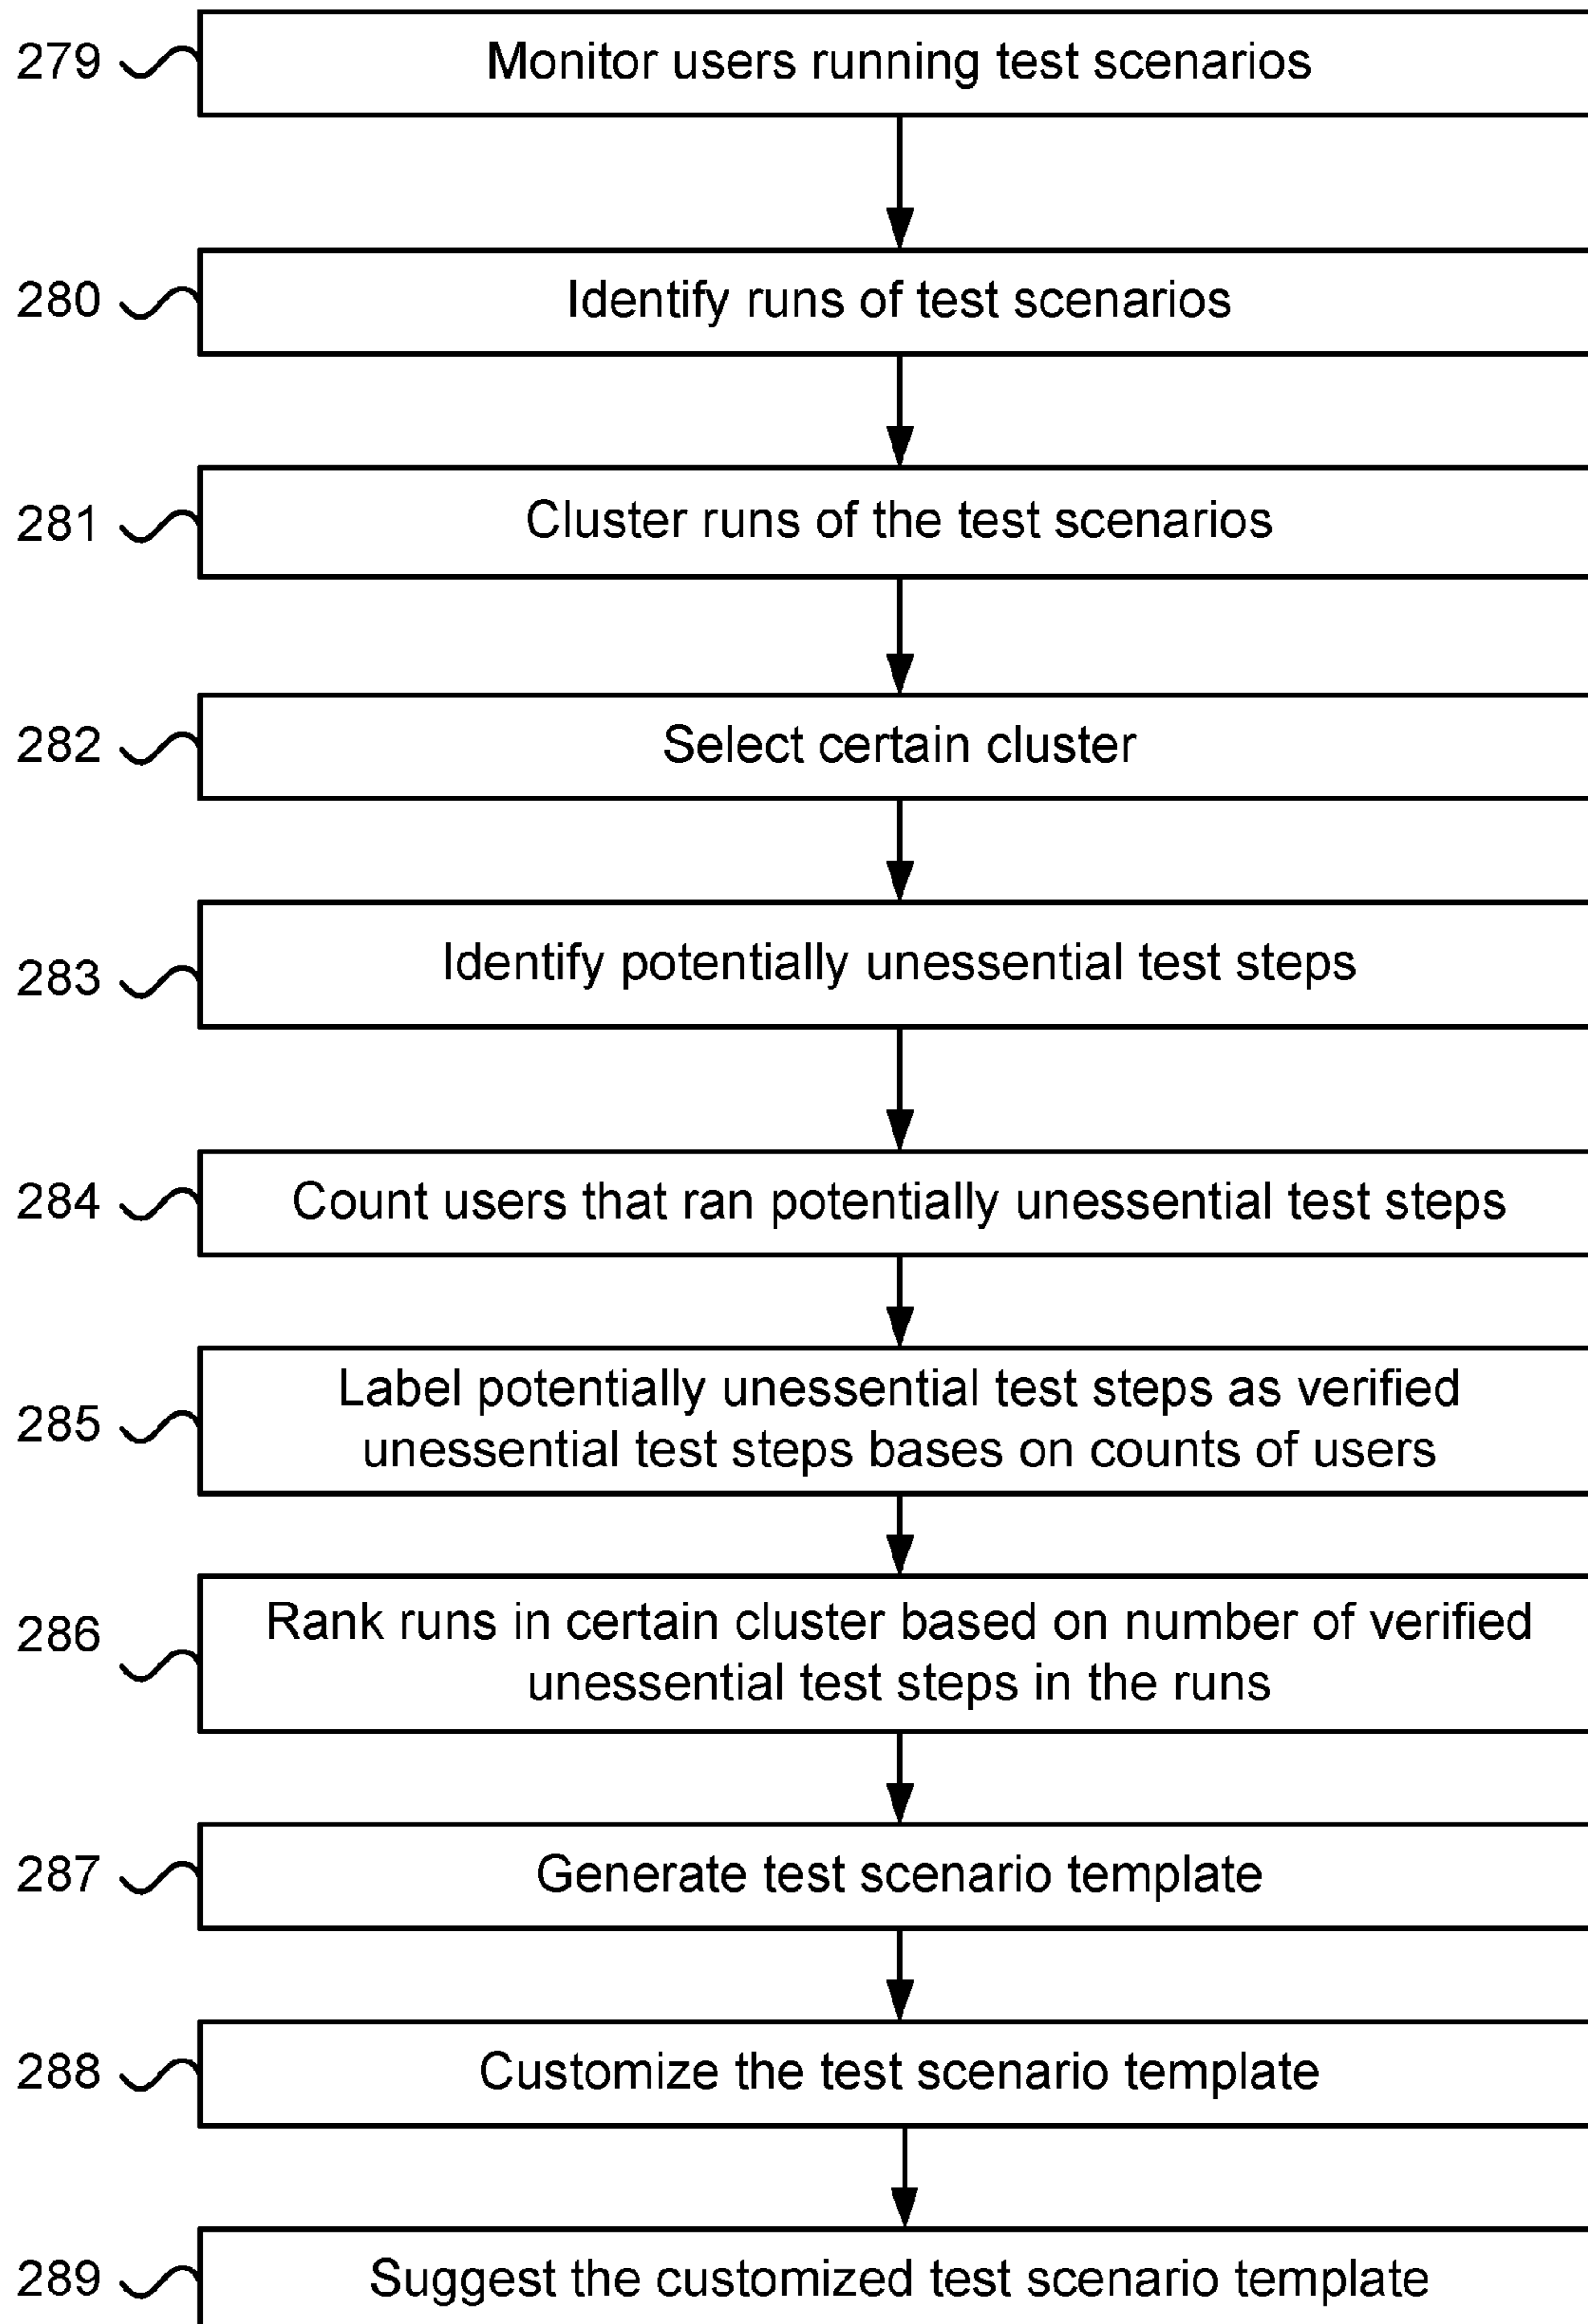 279 Monitor users running test scenarios
280 Identify runs of test scenarios
281 Cluster runs of the test scenarios
282 Select certain cluster
283 Identify potentially unessential test steps
284 Count users that ran potentially unessential test steps
285 Label potentially unessential test steps as verified
unessential test steps bases on counts of users
286 Rank runs in certain cluster based on number of verified
unessential test steps in the runs
287 Generate test scenario template
288 Customize the test scenario template
289 Suggest the customized test scenario template